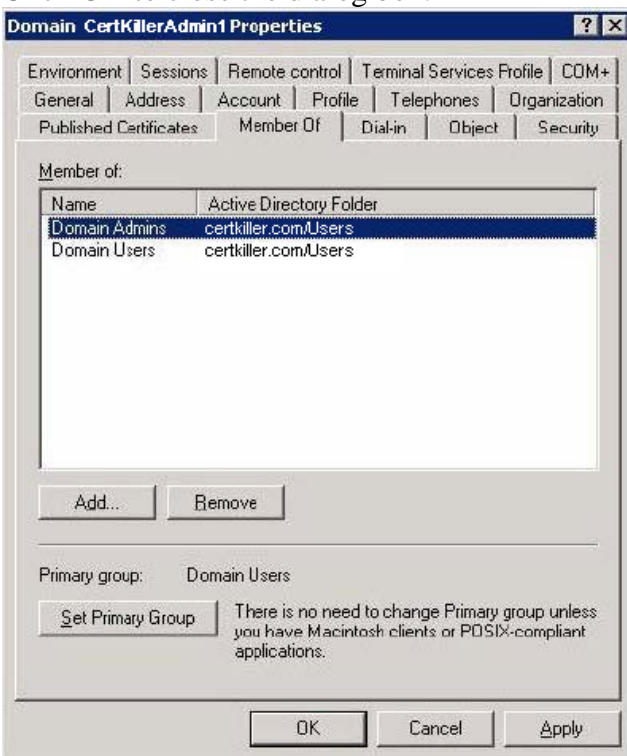 Domain CertKillerAdmin1 Properties
Environment Sessions Remote control Terminal Services Profile COM+
General Address Account Profile Telephones Organization
Published Certificates Member Of Dial-in Object Security
Member of:
Name Active Directory Folder
Domain Admins certkiller.com/Users
Domain Users certkiller.com/Users
Add... Remove
Primary group: Domain Users
Set Primary Group
There is no need to change Primary group unless
you have Macintosh clients or POSIX-compliant
applications.
OK Cancel Apply